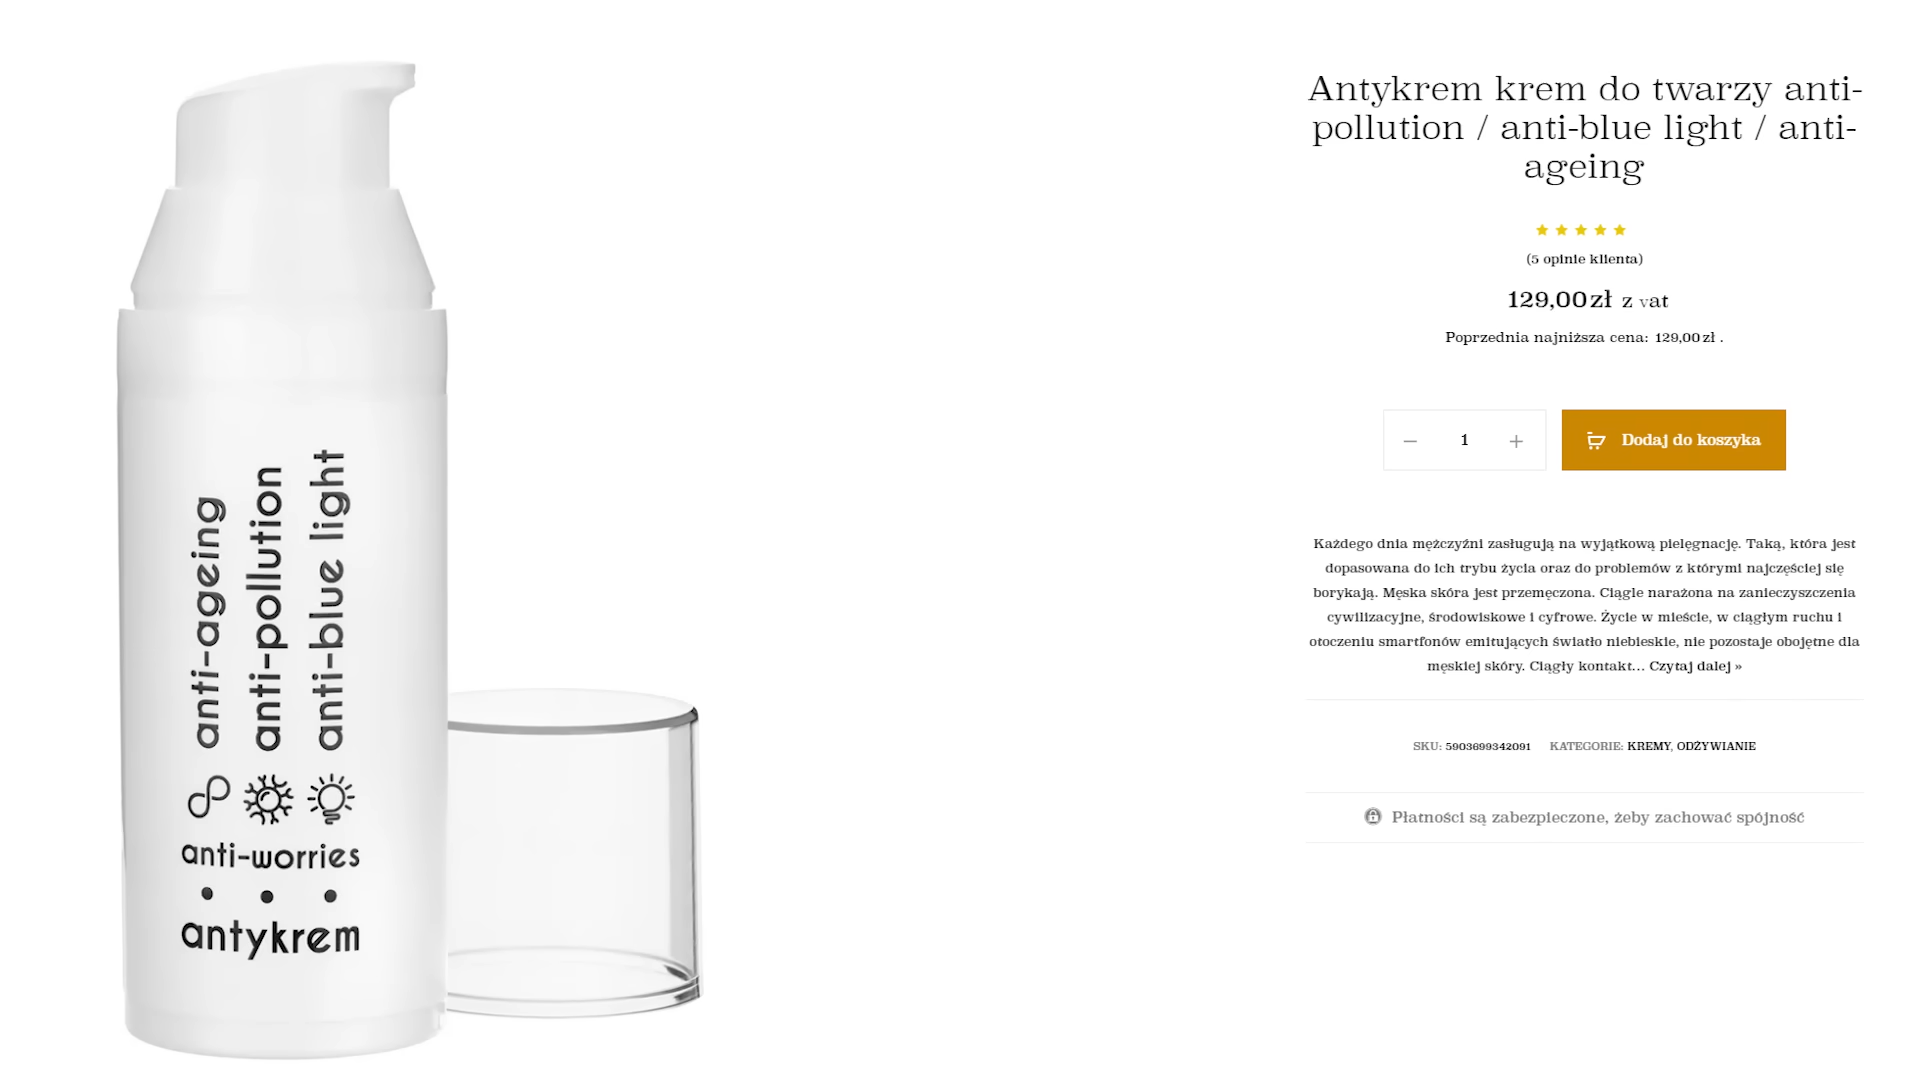 anti-ageing
anti-pollution
anti-blue light
anti-worries
antykrem
Antykrem krem do twarzy anti-
pollution / anti-blue light / anti-
ageing
(5 opinie klienta)
129,00 zł z vat
Poprzednia najniższa cena: 129,00 zł .
− 1 +
Dodaj do koszyka
Każdego dnia mężczyźni zasługują na wyjątkową pielęgnację. Taką, która jest
dopasowana do ich trybu życia oraz do problemów z którymi najczęściej się
borykają. Męska skóra jest przemęczona. Ciągle narażona na zanieczyszczenia
cywilizacyjne, środowiskowe i cyfrowe. Życie w mieście, w ciągłym ruchu i
otoczeniu smartfonów emitujących światło niebieskie, nie pozostaje obojętne dla
męskiej skóry. Ciągły kontakt... Czytaj dalej »
SKU: 5903699342091 KATEGORIE: KREMY, ODŻYWIANIE
Płatności są zabezpieczone, żeby zachować spójność